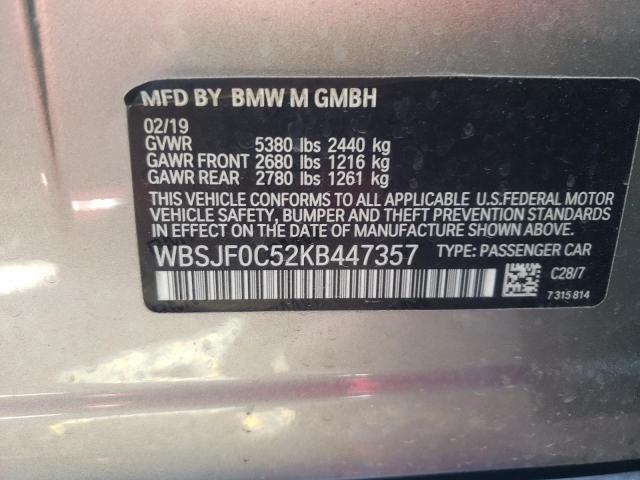 MFD BY BMW M GMBH
02/19
GVWR 5380 lbs 2440 kg
GAWR FRONT 2680 lbs 1216 kg
GAWR REAR 2780 lbs 1261 kg
THIS VEHICLE CONFORMS TO ALL APPLICABLE U.S.FEDERAL MOTOR
VEHICLE SAFETY, BUMPER AND THEFT PREVENTION STANDARDS
IN EFFECT ON THE DATE OF MANUFACTURE SHOWN ABOVE.
WBSJF0C52KB447357 TYPE: PASSENGER CAR
C28/7
7 315 814